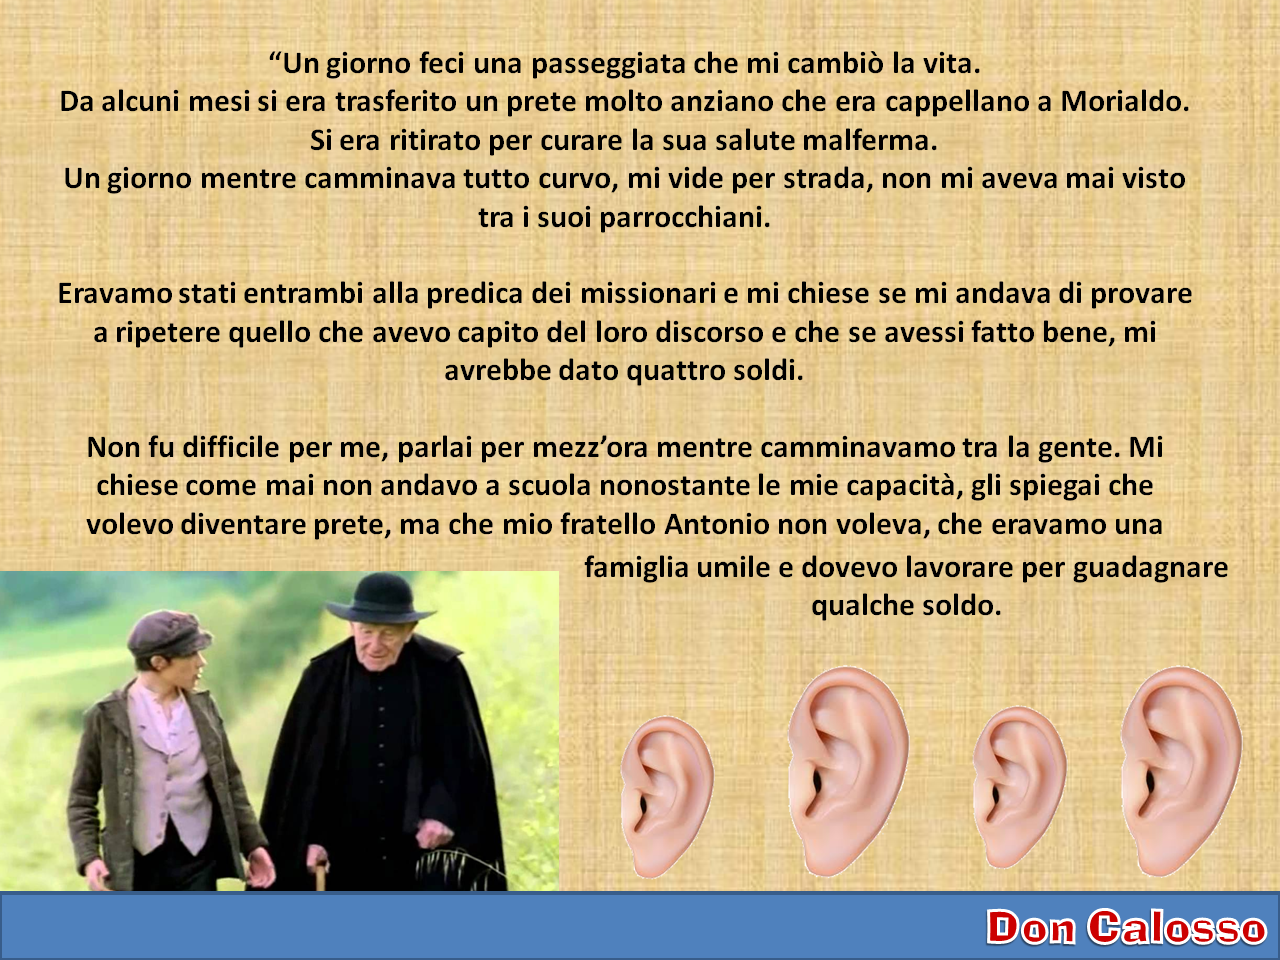 “Un giorno feci una passeggiata che mi cambiò la vita.
Da alcuni mesi si era trasferito un prete molto anziano che era cappellano a Morialdo.
Si era ritirato per curare la sua salute malferma.
Un giorno mentre camminava tutto curvo, mi vide per strada, non mi aveva mai visto
tra i suoi parrocchiani.
Eravamo stati entrambi alla predica dei missionari e mi chiese se mi andava di provare
a ripetere quello che avevo capito del loro discorso e che se avessi fatto bene, mi
avrebbe dato quattro soldi.
Non fu difficile per me, parlai per mezz’ora mentre camminavamo tra la gente. Mi
chiese come mai non andavo a scuola nonostante le mie capacità, gli spiegai che
volevo diventare prete, ma che mio fratello Antonio non voleva, che eravamo una
famiglia umile e dovevo lavorare per guadagnare
qualche soldo.
Don Calosso